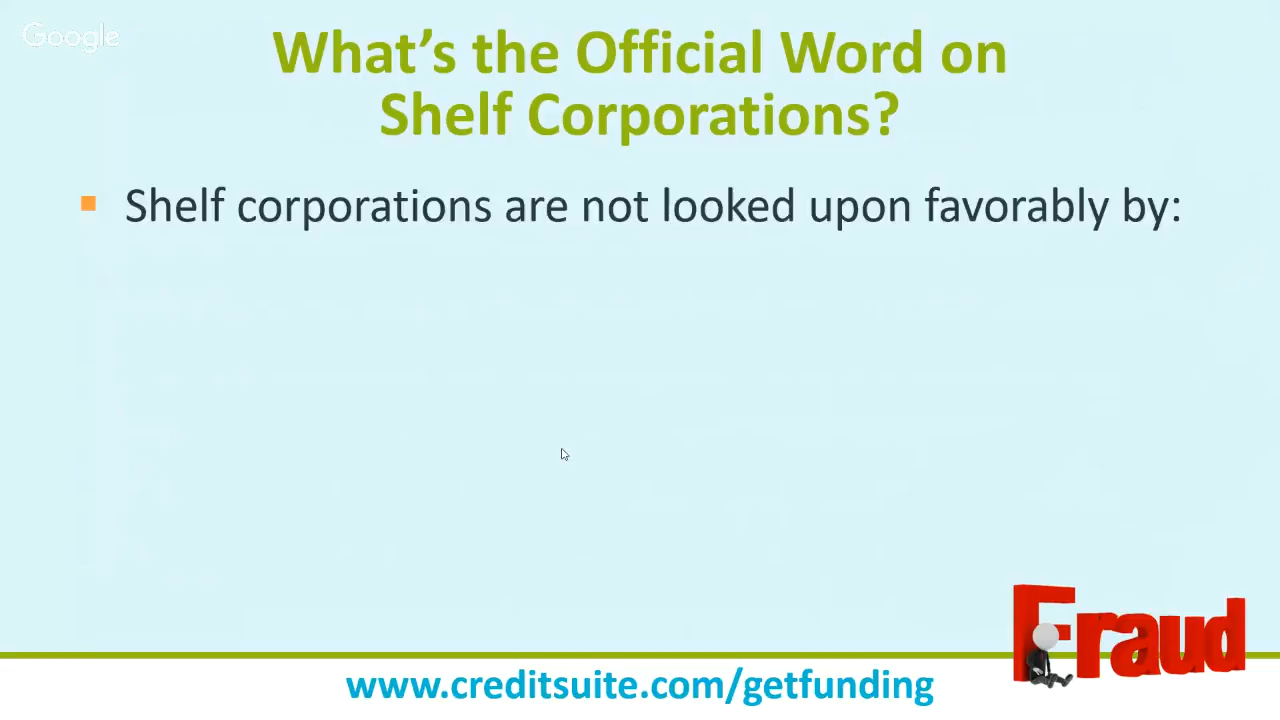 Google
What's the Official Word on
Shelf Corporations?
Shelf corporations are not looked upon favorably by:
Fraud
www.creditsuite.com/getfunding